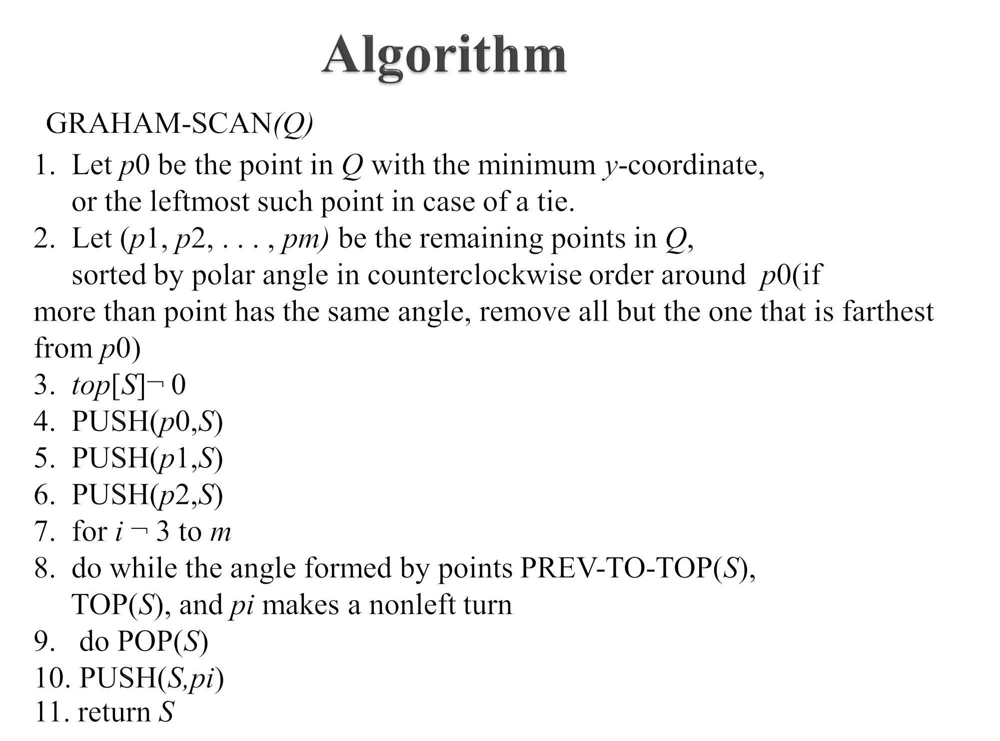 Algorithm
GRAHAM-SCAN(Q)
1. Let p0 be the point in Q with the minimum y-coordinate,
or the leftmost such point in case of a tie.
2. Let (p1, p2, . . . , pm) be the remaining points in Q,
sorted by polar angle in counterclockwise order around p0(if
more than point has the same angle, remove all but the one that is farthest
from p0)
3. top[S]¬ 0
4. PUSH(p0,S)
5. PUSH(p1,S)
6. PUSH(p2,S)
7. for i ¬ 3 to m
8. do while the angle formed by points PREV-TO-TOP(S),
TOP(S), and pi makes a nonleft turn
9. do POP(S)
10. PUSH(S,pi)
11. return S